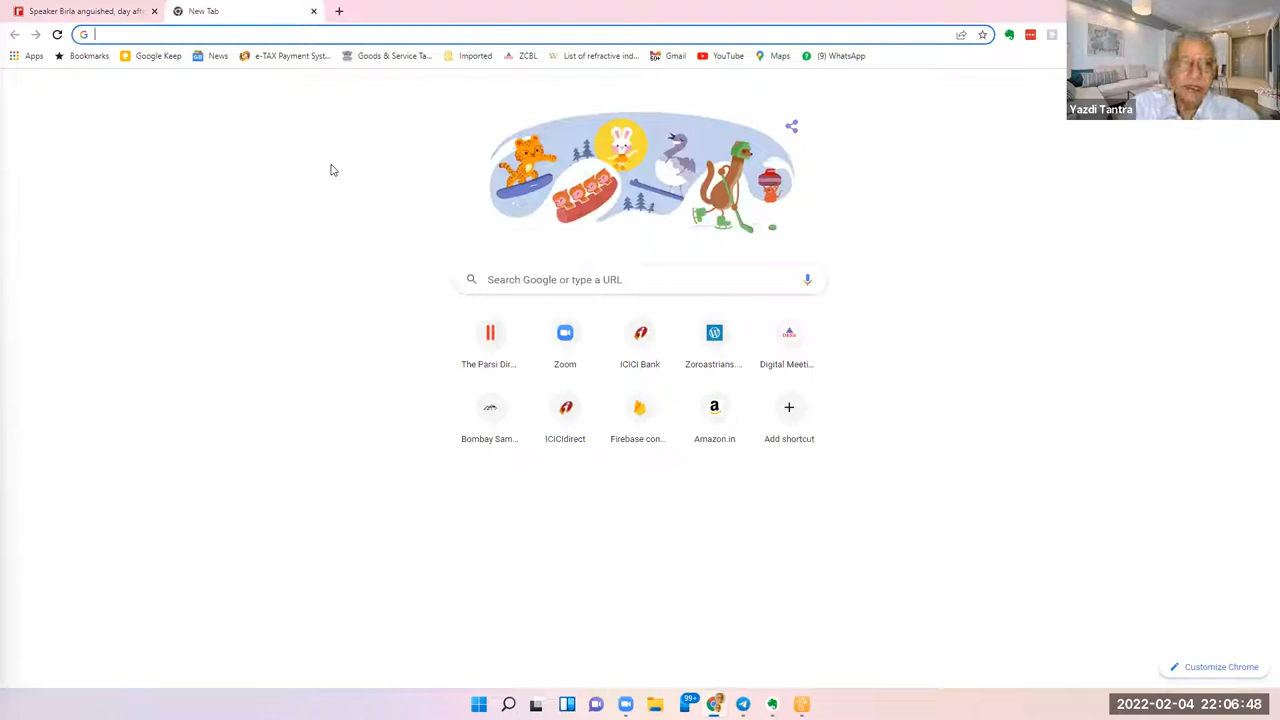 Speaker Birla anguished, day afte
New Tab
Apps
Bookmarks
Google Keep
News
e-TAX Payment Syst...
Goods & Service Ta...
Imported
ZCBL
List of refractive ind...
Gmail
YouTube
Maps
(9) WhatsApp
Yazdi Tantra
Search Google or type a URL
The Parsi Dir...
Zoom
ICICI Bank
Zoroastrians....
Digital Meeti...
Bombay Sam...
ICICIdirect
Firebase con...
Amazon.in
Add shortcut
Customize Chrome
99+
2022-02-04 22:06:48